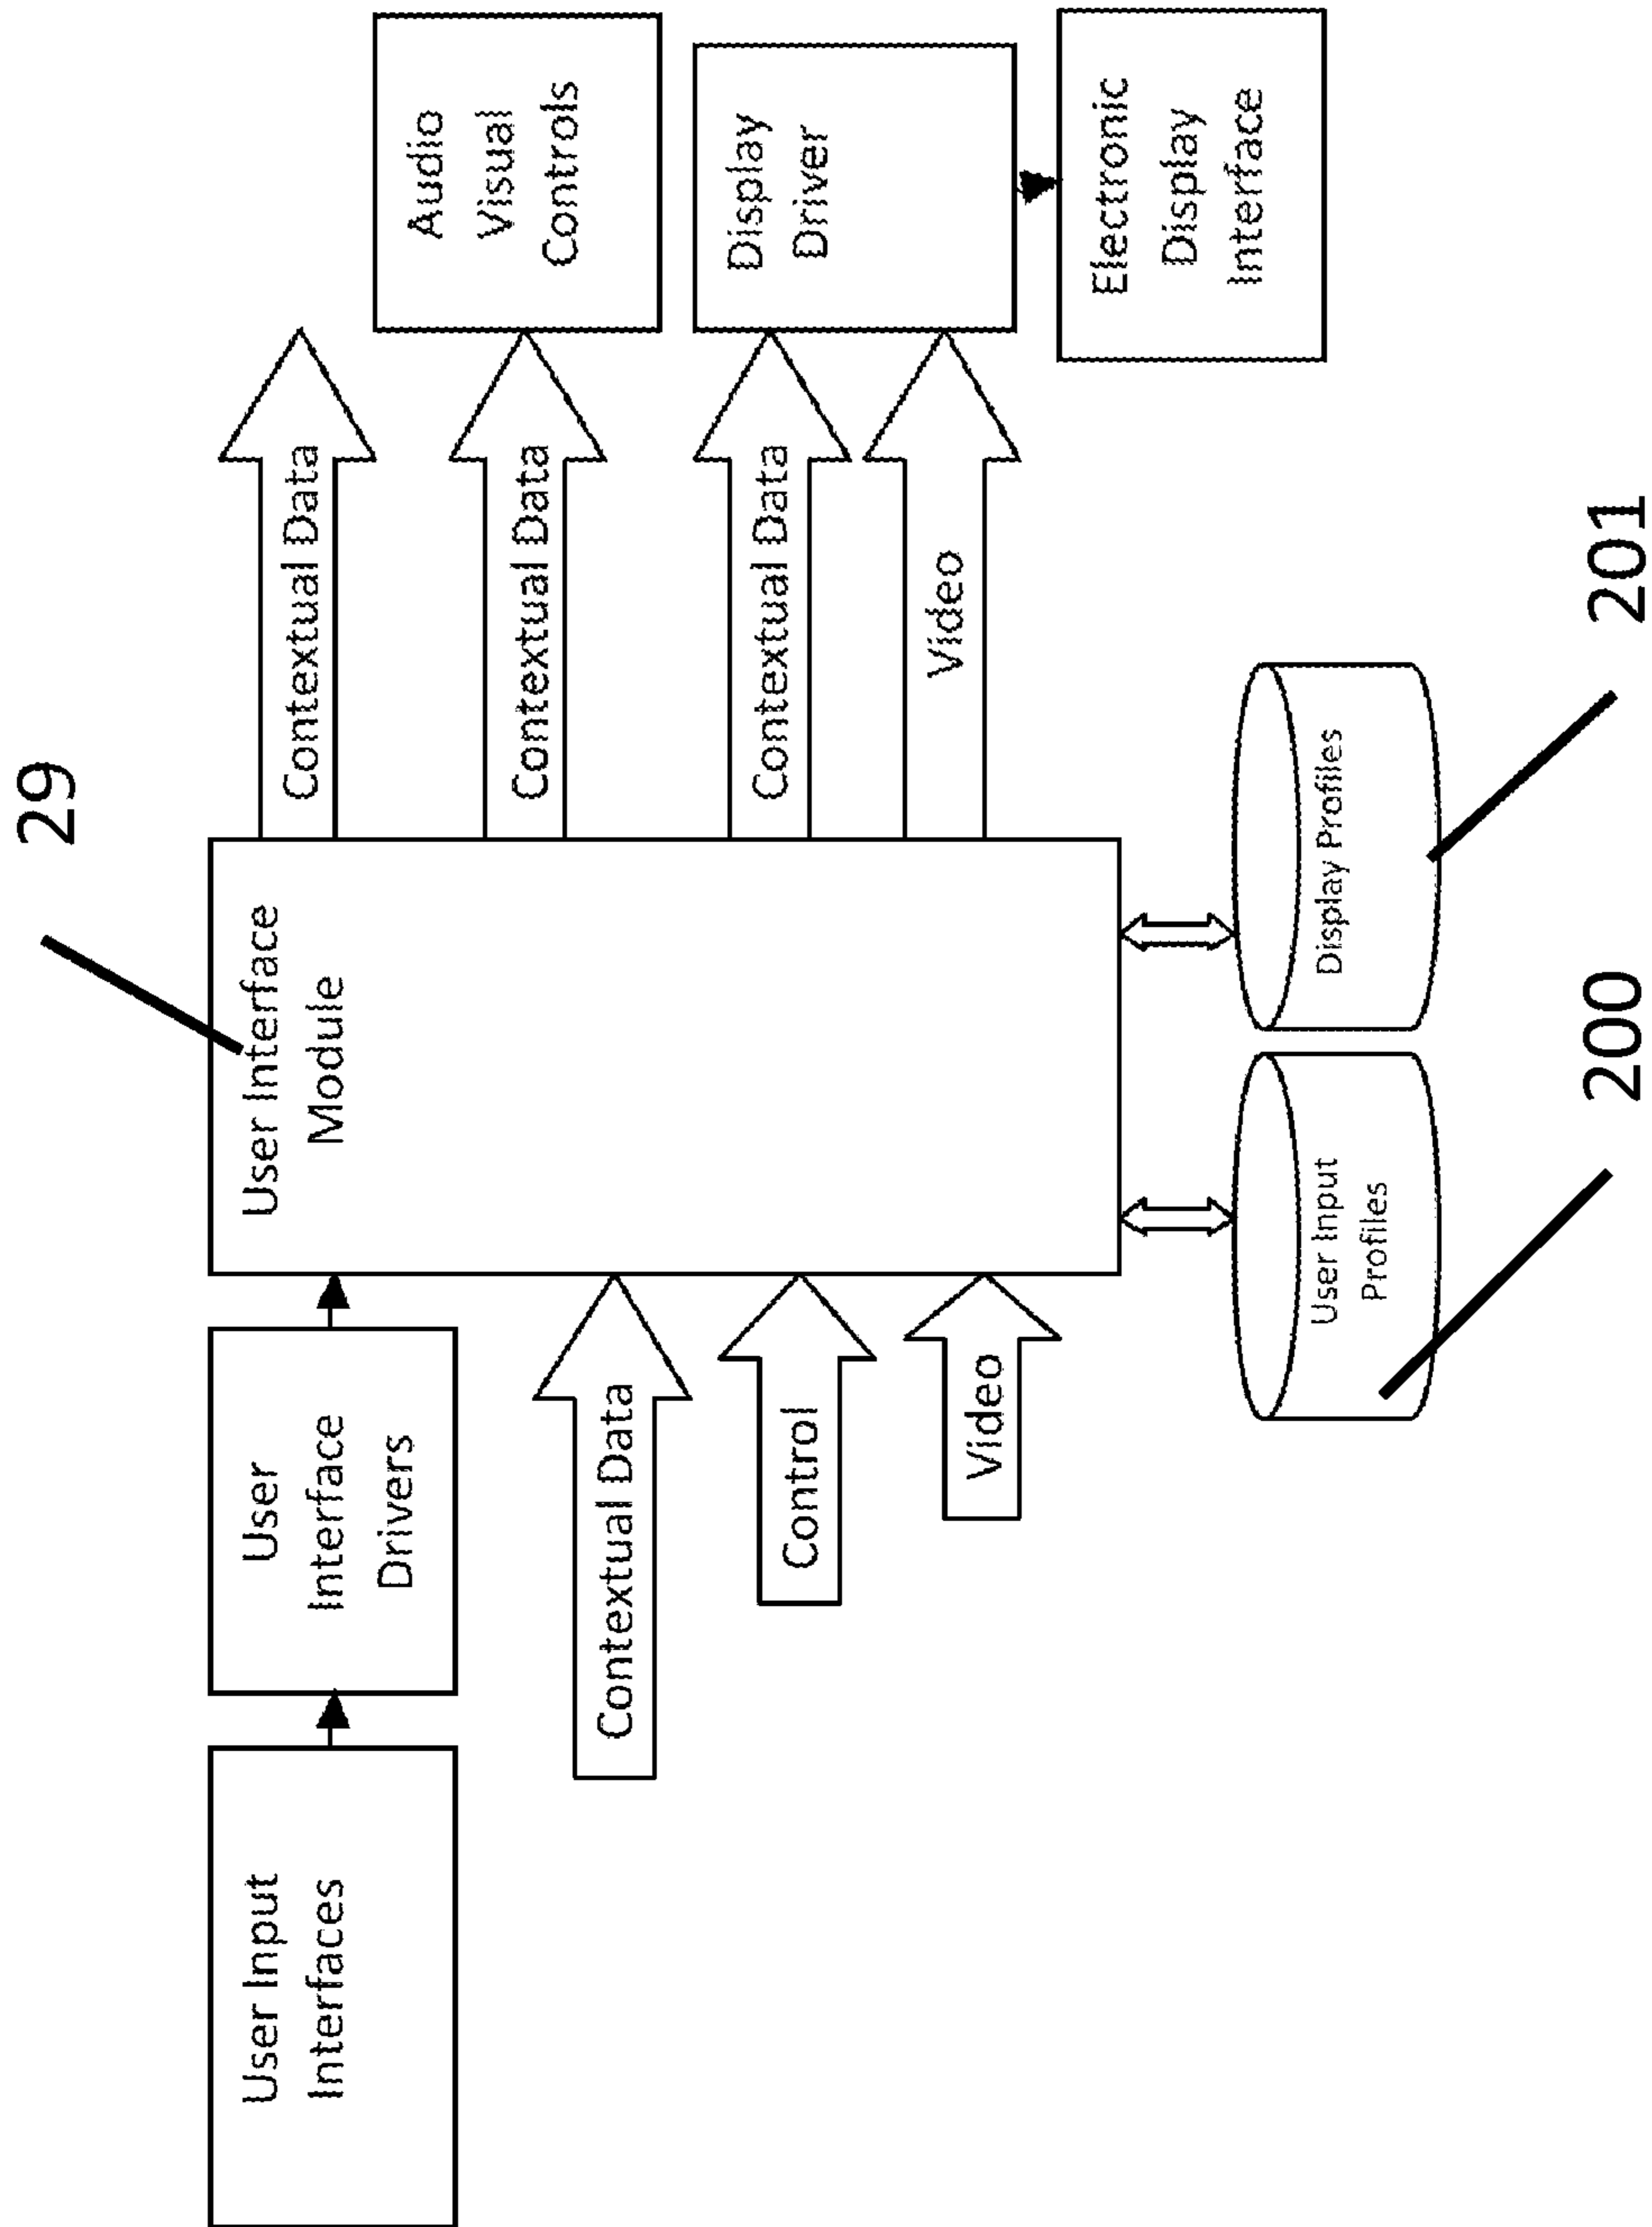 29
User Input
Interfaces
User
Interface
Drivers
User Interface
Module
Contextual Data
Control
Video
Contextual Data
Contextual Data
Contextual Data
Video
Audio
Visual
Controls
Display
Driver
Electronic
Display
Interface
User Input
Profiles
Display Profiles
200
201